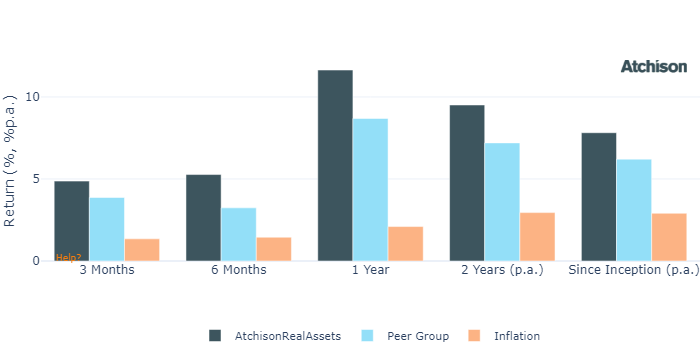 Atchison
10
5
0
Return (%, %p.a.)
Help?
3 Months
6 Months
1 Year
2 Years (p.a.)
Since Inception (p.a.)
AtchisonRealAssets
Peer Group
Inflation